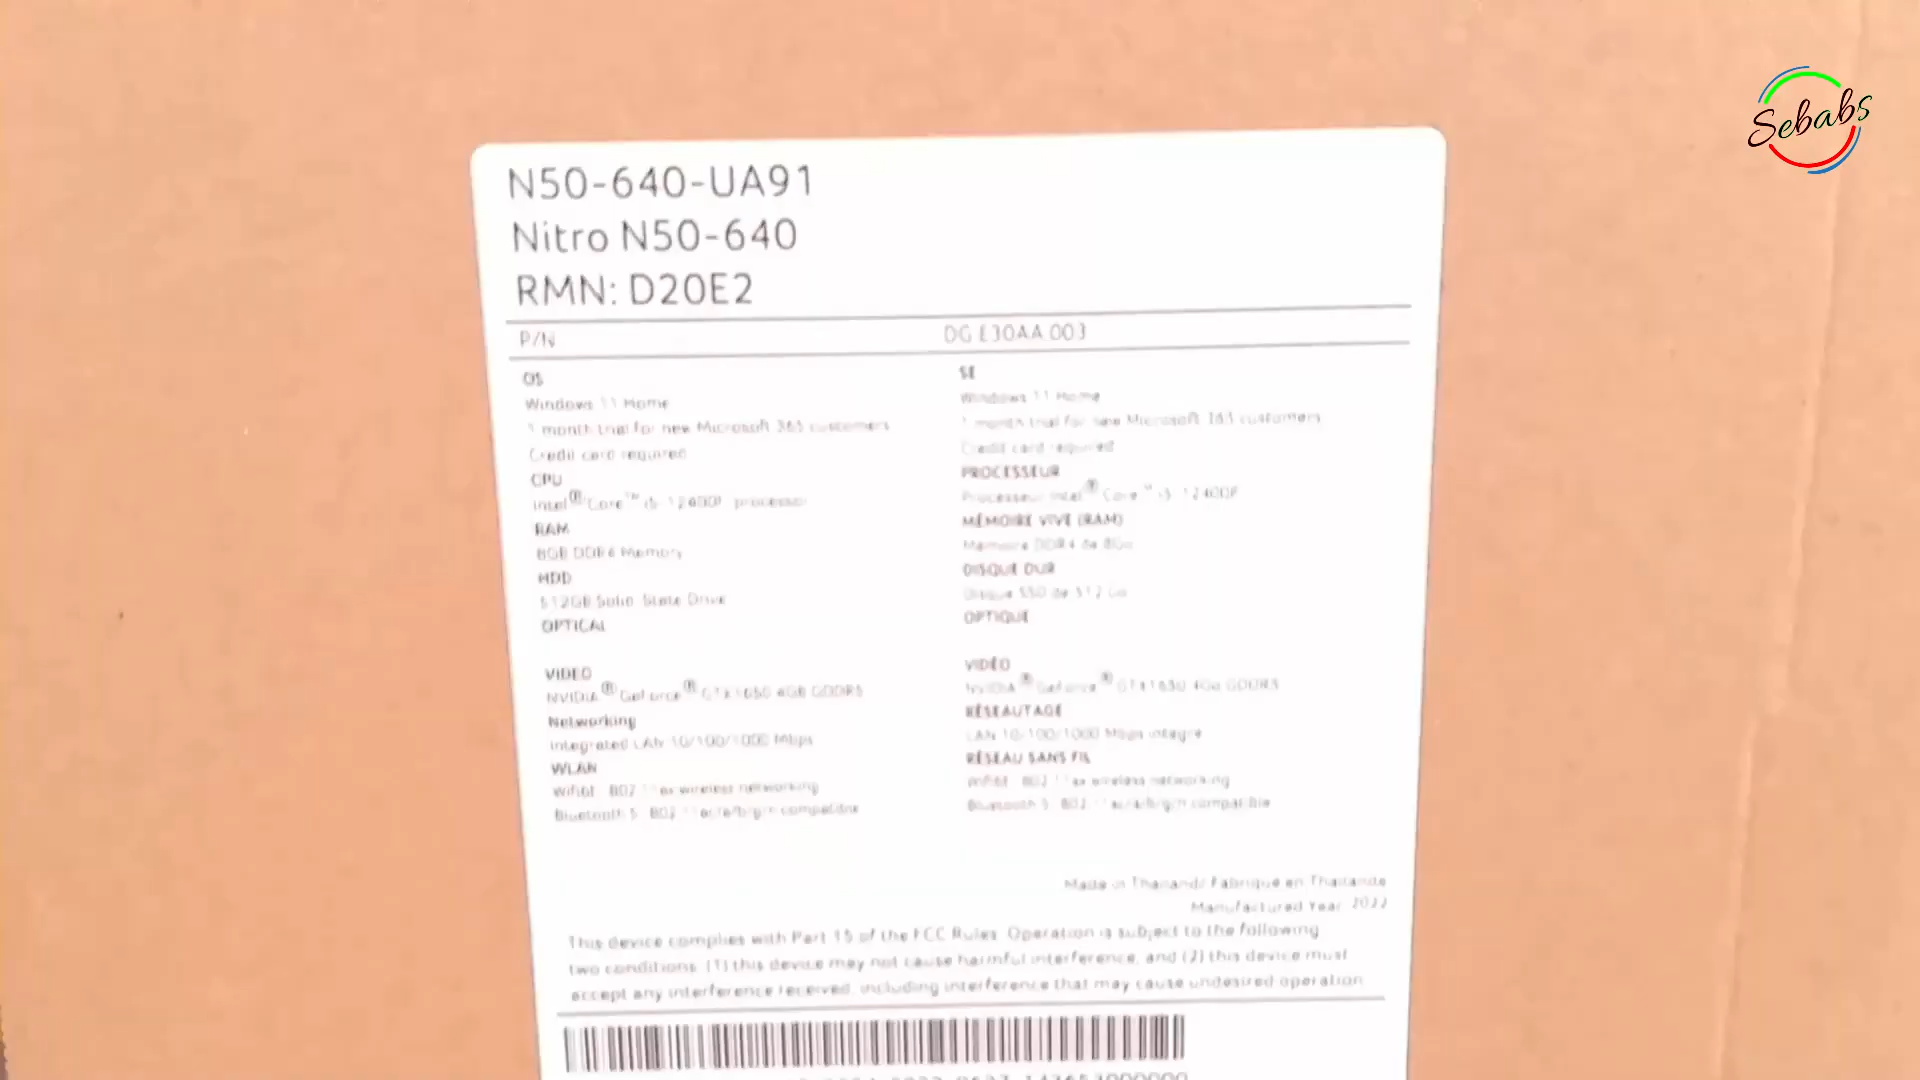 Sebabs
N50-640-UA91
Nitro N50-640
RMN: D20E2
P/N DG.E30AA.003
OS
Windows 11 Home
1 month trial for new Microsoft 365 customers
Credit card required
CPU
Intel® Core™ i5-12400F processor
RAM
8GB DDR4 Memory
HDD
512GB Solid State Drive
OPTICAL
VIDEO
NVIDIA® GeForce® GTX1650 4GB GDDR5
Networking
Integrated LAN 10/100/1000 Mbps
WLAN
Wifi6E 802.11ax wireless networking
Bluetooth 5 802.11ac/a/b/g/n compatible
SE
Windows 11 Home
1 month trial for new Microsoft 365 customers
Credit card required
PROCESSEUR
Processeur Intel® Core™ i5-12400F
MÉMOIRE VIVE (RAM)
Mémoire DDR4 de 8Go
DISQUE DUR
Disque SSD de 512 Go
OPTIQUE
VIDÉO
NVIDIA® GeForce® GTX1650 4Go GDDR5
RÉSEAUTAGE
LAN 10/100/1000 Mbps intégré
RÉSEAU SANS FIL
Wifi6E 802.11ax wireless networking
Bluetooth 5 802.11ac/a/b/g/n compatible
Made in Thailand/ Fabriqué en Thaïlande
Manufactured Year 2022
This device complies with Part 15 of the FCC Rules. Operation is subject to the following
two conditions: (1) this device may not cause harmful interference, and (2) this device must
accept any interference received, including interference that may cause undesired operation.